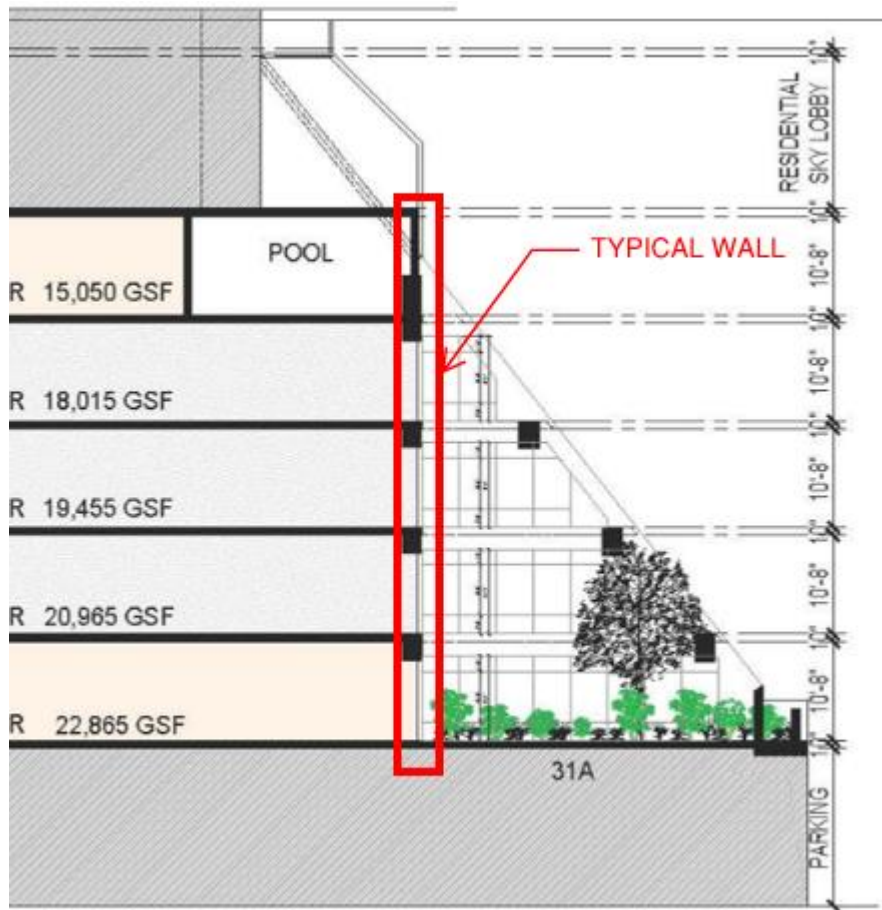 10"
RESIDENTIAL
SKY LOBBY
10"
POOL
TYPICAL WALL
10'-8"
R 15,050 GSF
10"
10'-8"
R 18,015 GSF
10"
10'-8"
R 19,455 GSF
10"
10'-8"
R 20,965 GSF
10"
10'-8"
R 22,865 GSF
10"
31A
PARKING